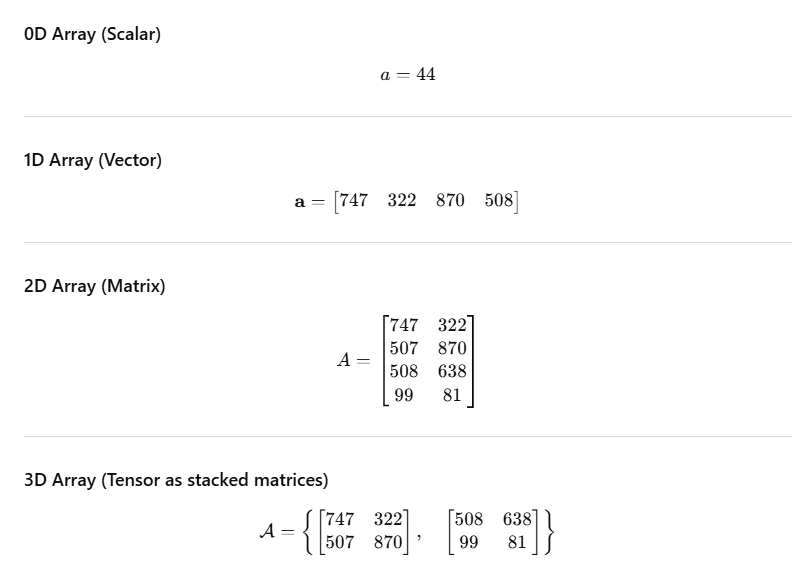 0D Array (Scalar)
a = 44
1D Array (Vector)
a = [747 322 870 508]
2D Array (Matrix)
A = [747 322
507 870
508 638
99 81]
3D Array (Tensor as stacked matrices)
𝒜 = { [747 322
507 870] , [508 638
99 81] }